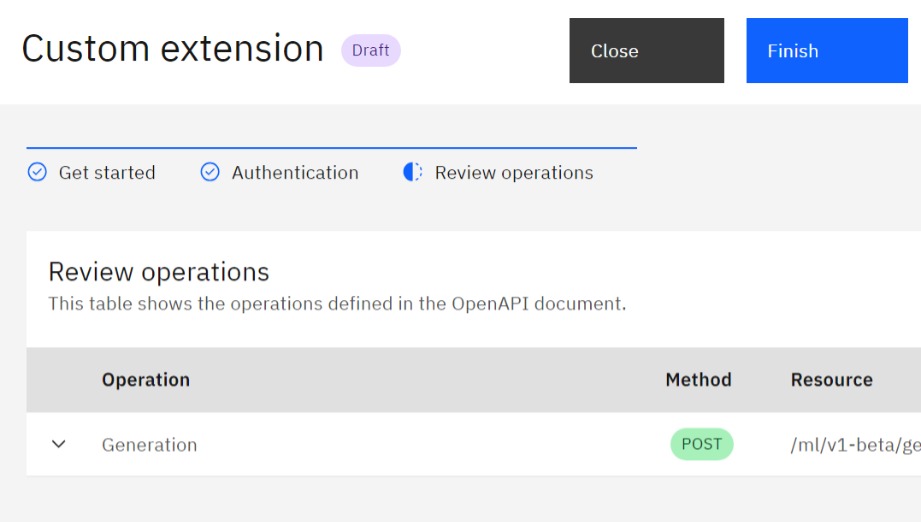 Custom extension Draft Close Finish
Get started Authentication Review operations
Review operations
This table shows the operations defined in the OpenAPI document.
Operation Method Resource
Generation POST /ml/v1-beta/ge